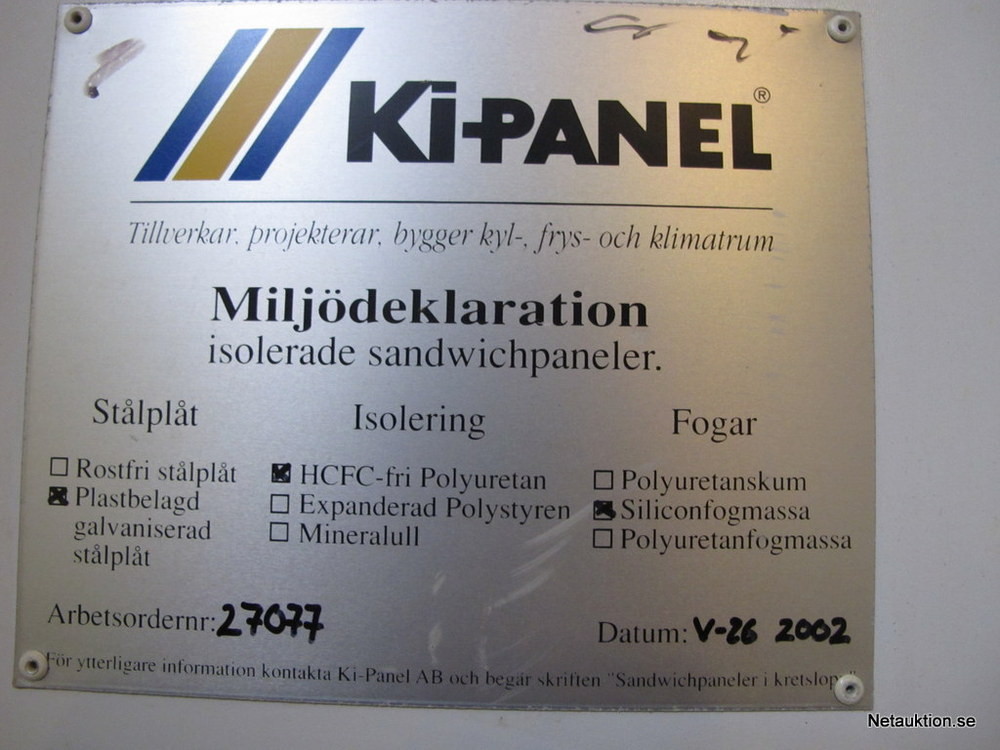 Ki-PANEL®
Tillverkar, projekterar, bygger kyl-, frys- och klimatrum
Miljödeklaration
isolerade sandwichpaneler.
Stålplåt
Rostfri stålplåt
Plastbelagd
galvaniserad
stålplåt
Isolering
HCFC-fri Polyuretan
Expanderad Polystyren
Mineralull
Fogar
Polyuretanskum
Siliconfogmassa
Polyuretanfogmassa
Arbetsordernr: 27077
Datum: V-26 2002
För ytterligare information kontakta Ki-Panel AB och begär skriften "Sandwichpaneler i kretslopp"
Netauktion.se